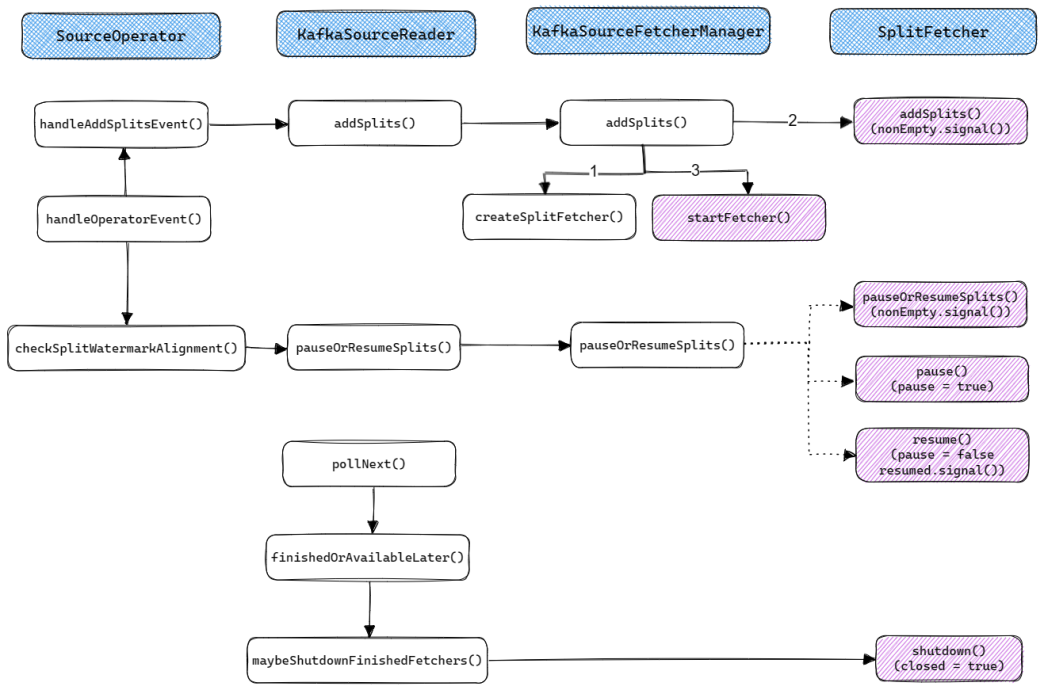 SourceOperator
KafkaSourceReader
KafkaSourceFetcherManager
SplitFetcher
handleAddSplitsEvent()
addSplits()
addSplits()
2
addSplits()
(nonEmpty.signal())
1
3
handleOperatorEvent()
createSplitFetcher()
startFetcher()
pauseOrResumeSplits()
(nonEmpty.signal())
checkSplitWatermarkAlignment()
pauseOrResumeSplits()
pauseOrResumeSplits()
pause()
(pause = true)
resume()
(pause = false
resumed.signal())
pollNext()
finishedOrAvailableLater()
maybeShutdownFinishedFetchers()
shutdown()
(closed = true)